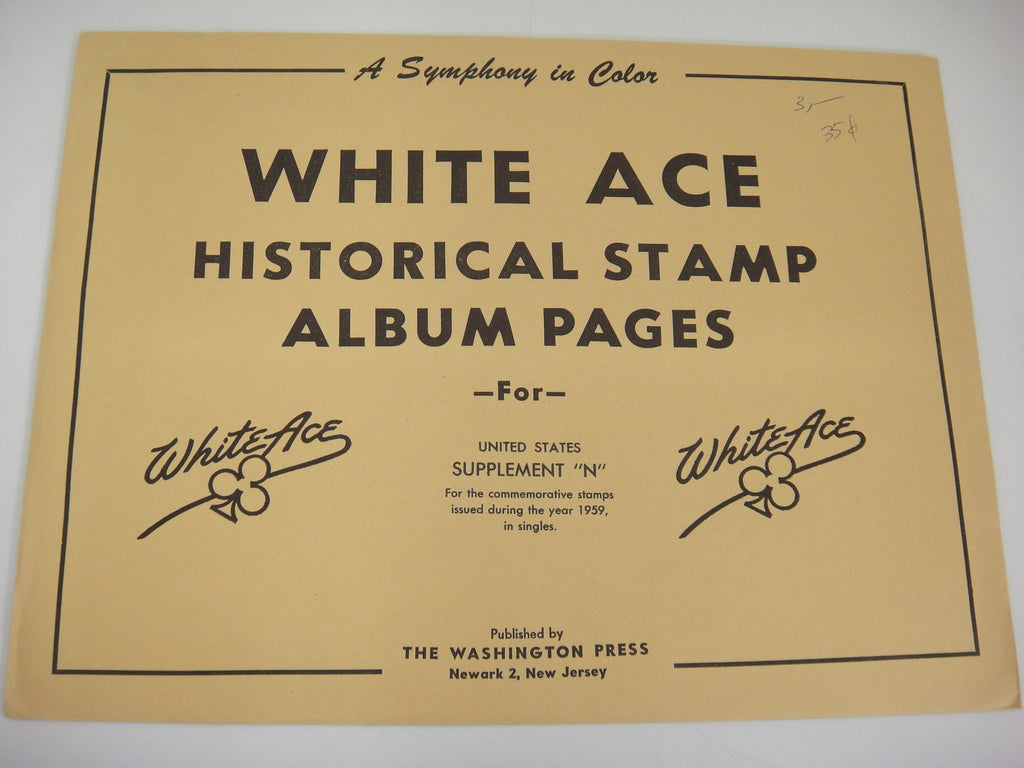 A Symphony in Color
3,—
35¢
WHITE ACE
HISTORICAL STAMP
ALBUM PAGES
—For—
White Ace
White Ace
UNITED STATES
SUPPLEMENT "N"
For the commemorative stamps
issued during the year 1959,
in singles.
Published by
THE WASHINGTON PRESS
Newark 2, New Jersey